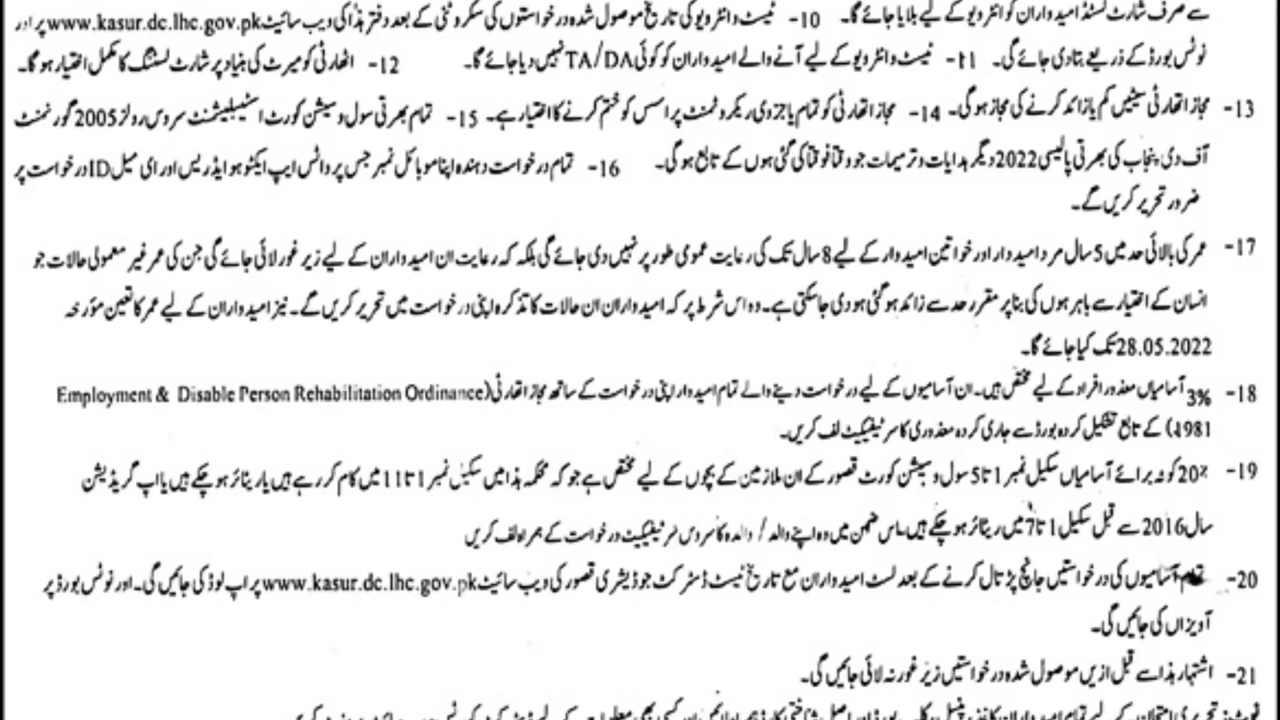 سے صرف شارٹ لسٹڈ امیدواران کو انٹرویو کے لیے بلایا جائے گا۔ 10- ٹیسٹ و انٹرویو کی تاریخ موصول شدہ درخواستوں کی سکروٹنی کے بعد دفتر ہذا کی ویب سائیٹ www.kasur.dc.lhc.gov.pk پر اور
نوٹس بورڈ کے ذریعے بتا دی جائے گی۔ 11- ٹیسٹ و انٹرویو کے لیے آنے والے امیدواران کو کوئی TA/DA نہیں دیا جائے گا۔ 12- اتھارٹی کو میرٹ کی بنیاد پر شارٹ لسٹنگ کا مکمل اختیار ہو گا۔
13- مجاز اتھارٹی سیٹیں کم یا زائد کرنے کی مجاز ہو گی۔ 14- مجاز اتھارٹی کو تمام یا جزوی ریکروٹمنٹ پراسس کو ختم کرنے کا اختیار ہے۔ 15- تمام بھرتی سول و سیشن کورٹ اسٹیبلیشمنٹ سروس رولز 2005 گورنمنٹ
آف دی پنجاب کی بھرتی پالیسی 2022 دیگر ہدایات و ترمیمات جو وقتاً فوقتاً کی گئی ہوں کے تابع ہو گی۔ 16- تمام درخواست دہندہ اپنا موبائل نمبر جس پر واٹس ایپ ایکٹو ہو ایڈریس اور ای میل ID درخواست پر
ضرور تحریر کریں گے۔
17- عمر کی بالائی حد میں 5 سال مرد امیدوار اور خواتین امیدوار کے لیے 8 سال تک کی رعایت عمومی طور پر نہیں دی جائے گی بلکہ کہ رعایت ان امیدواران کے لیے زیر غور لائی جائے گی جن کی عمر غیر معمولی حالات جو
انسان کے اختیار سے باہر ہوں کی بنا پر مقرر حد سے زائد ہو گئی ہو دی جا سکتی ہے۔ وہ اس شرط پر کہ امیدواران ان حالات کا تذکرہ اپنی درخواست میں تحریر کریں گے۔ نیز امیدواران کے لیے عمر کا تعین مؤرخہ
28.05.2022 تک کیا جائے گا۔
18- 3% آسامیاں معذور افراد کے لیے مختص ہیں۔ ان آسامیوں کے لیے درخواست دینے والے تمام امیدوار اپنی درخواست کے ساتھ مجاز اتھارٹی (Employment & Disable Person Rehabilitation Ordinance
1981) کے تابع تشکیل کردہ بورڈ سے جاری کردہ معذوری کا سرٹیفیکیٹ لف کریں۔
19- 20% کوٹہ برائے آسامیاں سکیل نمبر 1 تا 5 سول و سیشن کورٹ قصور کے ان ملازمین کے بچوں کے لیے مختص ہے جو کہ محکمہ ہذا میں سکیل نمبر 1 تا 11 میں کام کر رہے ہیں یا ریٹائر ہو چکے ہیں یا اپ گریڈیشن
سال 2016 سے قبل سکیل 1 تا 7 میں ریٹائر ہو چکے ہیں۔ اس ضمن میں وہ اپنے والد / والدہ کا سروس سرٹیفکیٹ درخواست کے ہمراہ لف کریں
20- تمام آسامیوں کی درخواستیں جانچ پڑتال کرنے کے بعد لسٹ امیدواران مع تاریخ ٹیسٹ ڈسٹرکٹ جوڈیشری قصور کی ویب سائیٹ www.kasur.dc.lhc.gov.pk پر اپ لوڈ کی جائیں گی۔ اور نوٹس بورڈ پر
آویزاں کی جائیں گی۔
21- اشتہار ہذا سے قبل ازیں موصول شدہ درخواستیں زیر غور نہ لائی جائیں گی۔